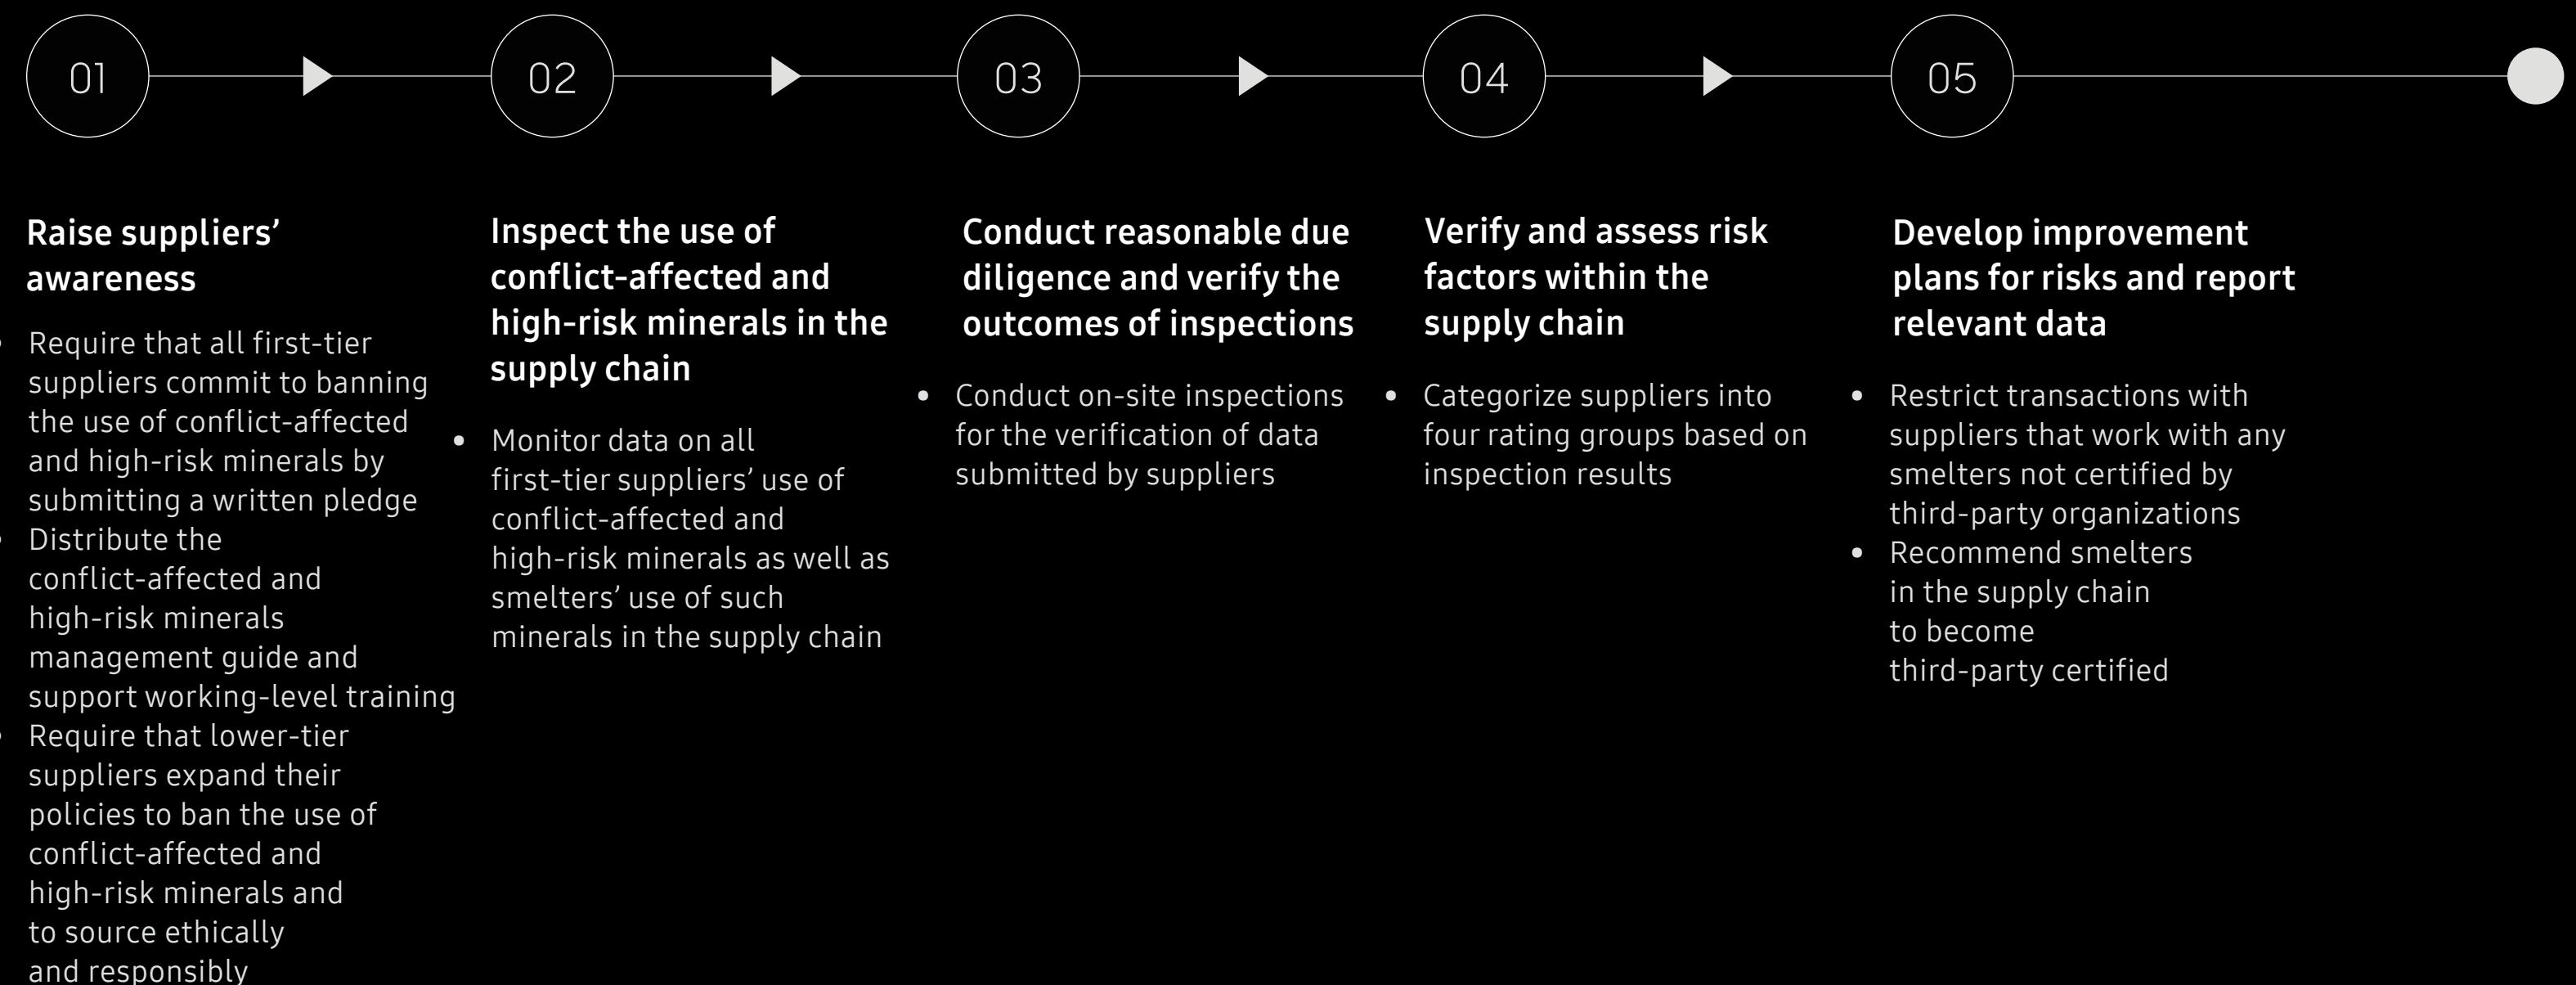 01
02
03
04
05
Raise suppliers’
awareness
• Require that all first-tier
suppliers commit to banning
the use of conflict-affected
and high-risk minerals by
submitting a written pledge
• Distribute the
conflict-affected and
high-risk minerals
management guide and
support working-level training
• Require that lower-tier
suppliers expand their
policies to ban the use of
conflict-affected and
high-risk minerals and
to source ethically
and responsibly
Inspect the use of
conflict-affected and
high-risk minerals in the
supply chain
• Monitor data on all
first-tier suppliers’ use of
conflict-affected and
high-risk minerals as well as
smelters’ use of such
minerals in the supply chain
Conduct reasonable due
diligence and verify the
outcomes of inspections
• Conduct on-site inspections
for the verification of data
submitted by suppliers
Verify and assess risk
factors within the
supply chain
• Categorize suppliers into
four rating groups based on
inspection results
Develop improvement
plans for risks and report
relevant data
• Restrict transactions with
suppliers that work with any
smelters not certified by
third-party organizations
• Recommend smelters
in the supply chain
to become
third-party certified